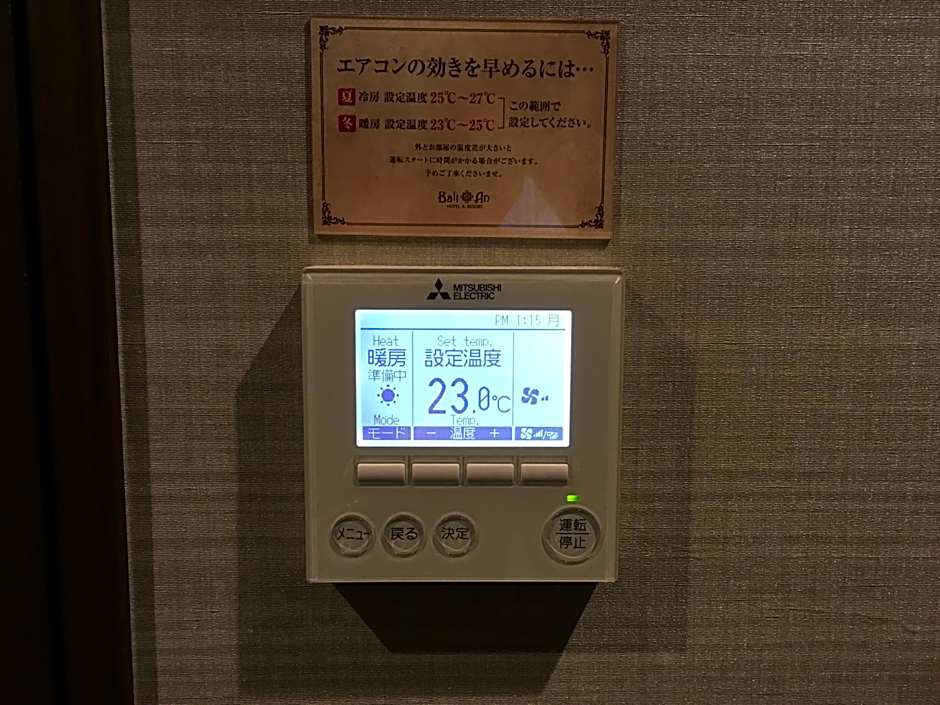 エアコンの効きを早めるには…
夏 冷房 設定温度 25℃～27℃
冬 暖房 設定温度 23℃～25℃
この範囲で
設定してください。
外とお部屋の温度差が大きいと
運転スタートに時間がかかる場合がございます。
予めご了承くださいませ。
Bali An
HOTEL & RESORT
MITSUBISHI
ELECTRIC
PM 1:15 月
Heat
暖房
準備中
Set temp.
設定温度
23.0℃
Mode
モード
Temp.
− 温度 +
メニュー
戻る
決定
運転
停止